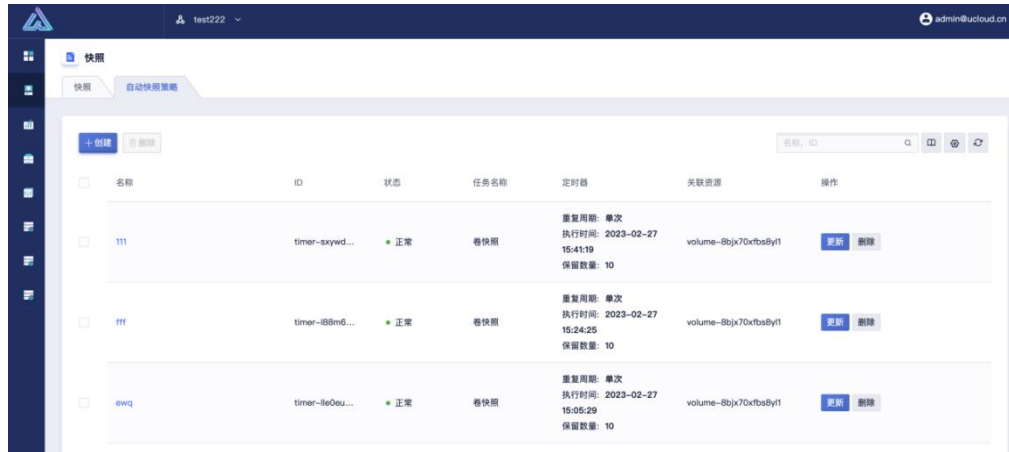 test222
admin@ucloud.cn
快照
快照
自动快照策略
+创建
删除
名称、ID
名称
ID
状态
任务名称
定时器
关联资源
操作
111
timer-sxywd...
正常
卷快照
重复周期: 单次
执行时间: 2023-02-27
15:41:19
保留数量: 10
volume-8bjx70xfbs8yl1
更新
删除
fff
timer-l88m6...
正常
卷快照
重复周期: 单次
执行时间: 2023-02-27
15:24:25
保留数量: 10
volume-8bjx70xfbs8yl1
更新
删除
ewq
timer-lle0eu...
正常
卷快照
重复周期: 单次
执行时间: 2023-02-27
15:05:29
保留数量: 10
volume-8bjx70xfbs8yl1
更新
删除